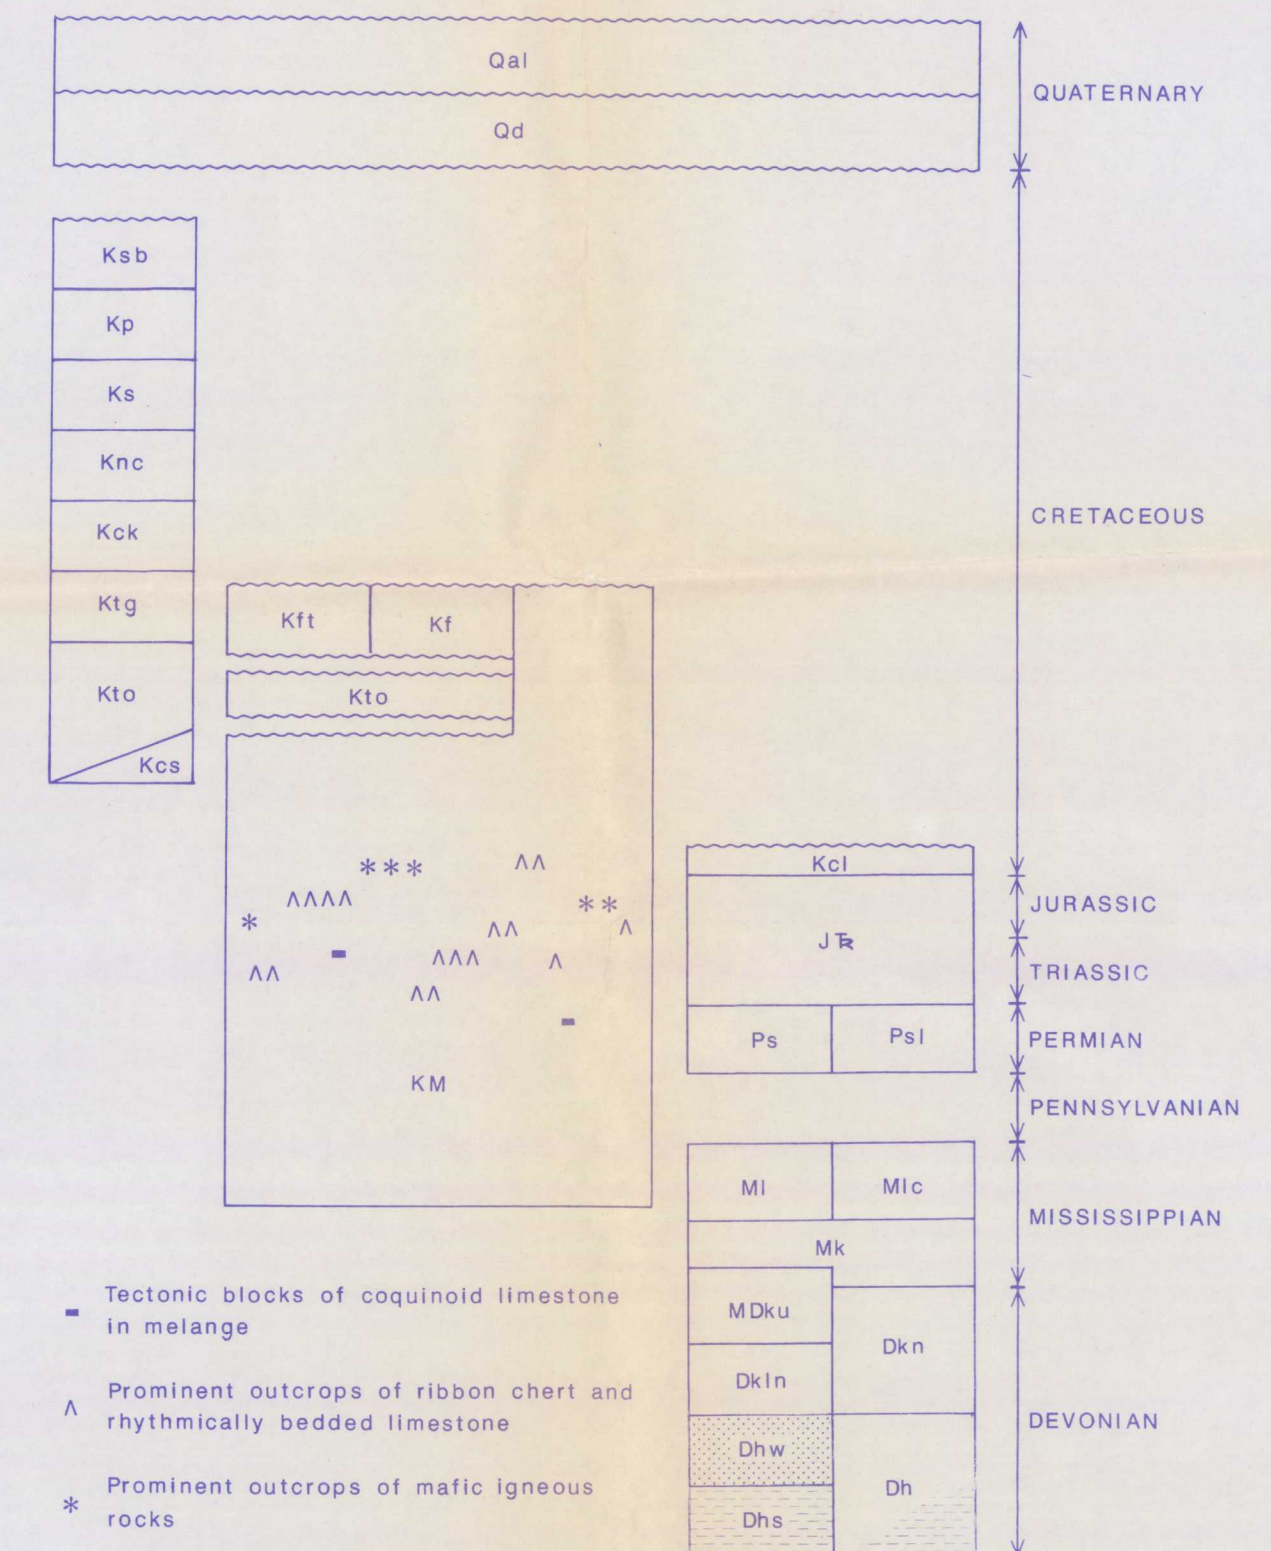 Qal
QUATERNARY
Qd
Ksb
Kp
Ks
Knc
CRETACEOUS
Kck
Ktg
Kft
Kf
Kto
Kto
Kcs
***
^^
Kcl
^^^^
**
JURASSIC
*
^^
^
JTR
^^^
^
^^
TRIASSIC
^^
Ps
Psl
PERMIAN
KM
PENNSYLVANIAN
Ml
Mlc
MISSISSIPPIAN
Mk
MDku
Dkn
Dkln
DEVONIAN
Dhw
Dh
Dhs
Tectonic blocks of coquinoid limestone
in melange
^ Prominent outcrops of ribbon chert and
rhythmically bedded limestone
* Prominent outcrops of mafic igneous
rocks